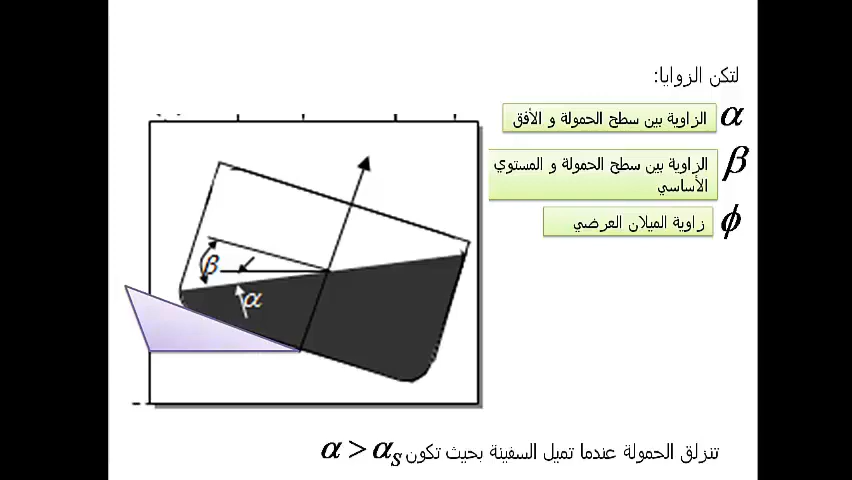 لتكن الزوايا:
α الزاوية بين سطح الحمولة و الأفق
β الزاوية بين سطح الحمولة و المستوي
الأساسي
ϕ زاوية الميلان العرضي
β
α
تنزلق الحمولة عندما تميل السفينة بحيث تكون α > αs